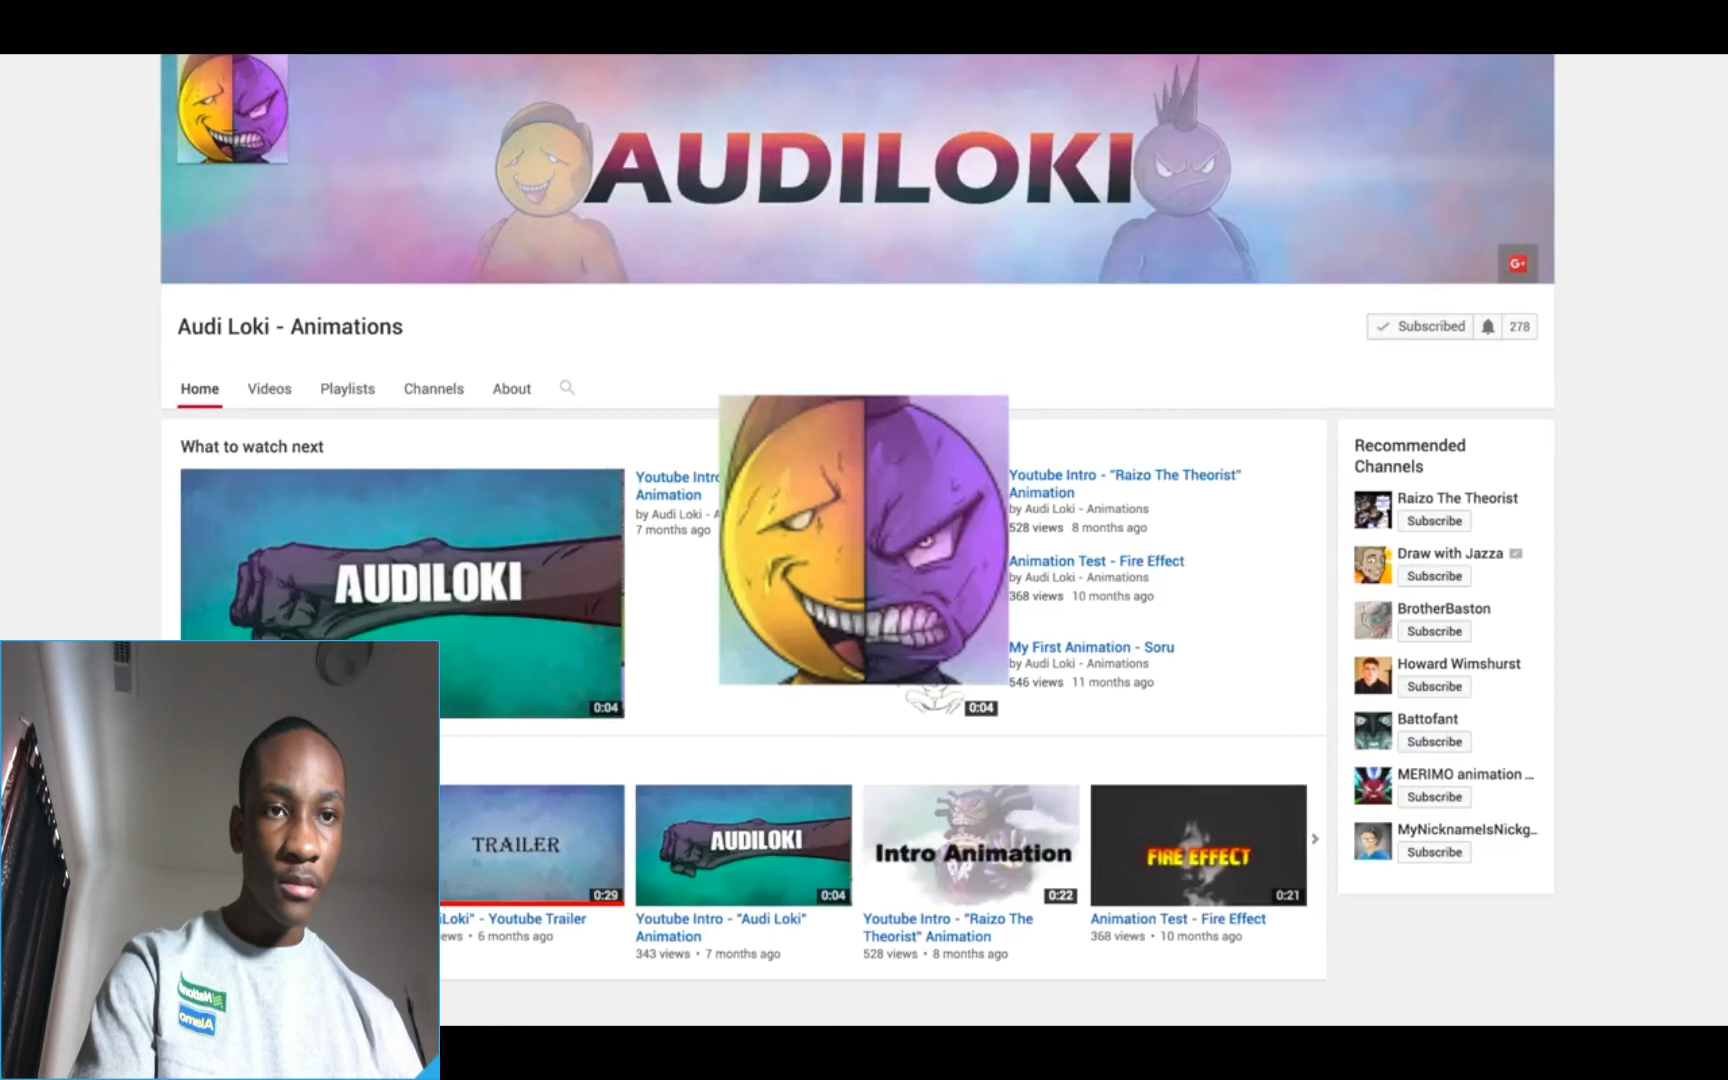 AUDILOKI
G+
Audi Loki - Animations
Subscribed 278
Home Videos Playlists Channels About
What to watch next
AUDILOKI
0:04
Youtube Intro
Animation
by Audi Loki - A
7 months ago
0:04
Youtube Intro - "Raizo The Theorist"
Animation
by Audi Loki - Animations
528 views 8 months ago
Animation Test - Fire Effect
by Audi Loki - Animations
368 views 10 months ago
My First Animation - Soru
by Audi Loki - Animations
546 views 11 months ago
TRAILER
0:29
iLoki" - Youtube Trailer
ews • 6 months ago
AUDILOKI
0:04
Youtube Intro - "Audi Loki"
Animation
343 views • 7 months ago
Intro Animation
0:22
Youtube Intro - "Raizo The
Theorist" Animation
528 views • 8 months ago
FIRE EFFECT
0:21
Animation Test - Fire Effect
368 views • 10 months ago
Recommended
Channels
Raizo The Theorist
Subscribe
Draw with Jazza
Subscribe
BrotherBaston
Subscribe
Howard Wimshurst
Subscribe
Battofant
Subscribe
MERIMO animation ...
Subscribe
MyNicknameIsNickg..
Subscribe
National
Alamo